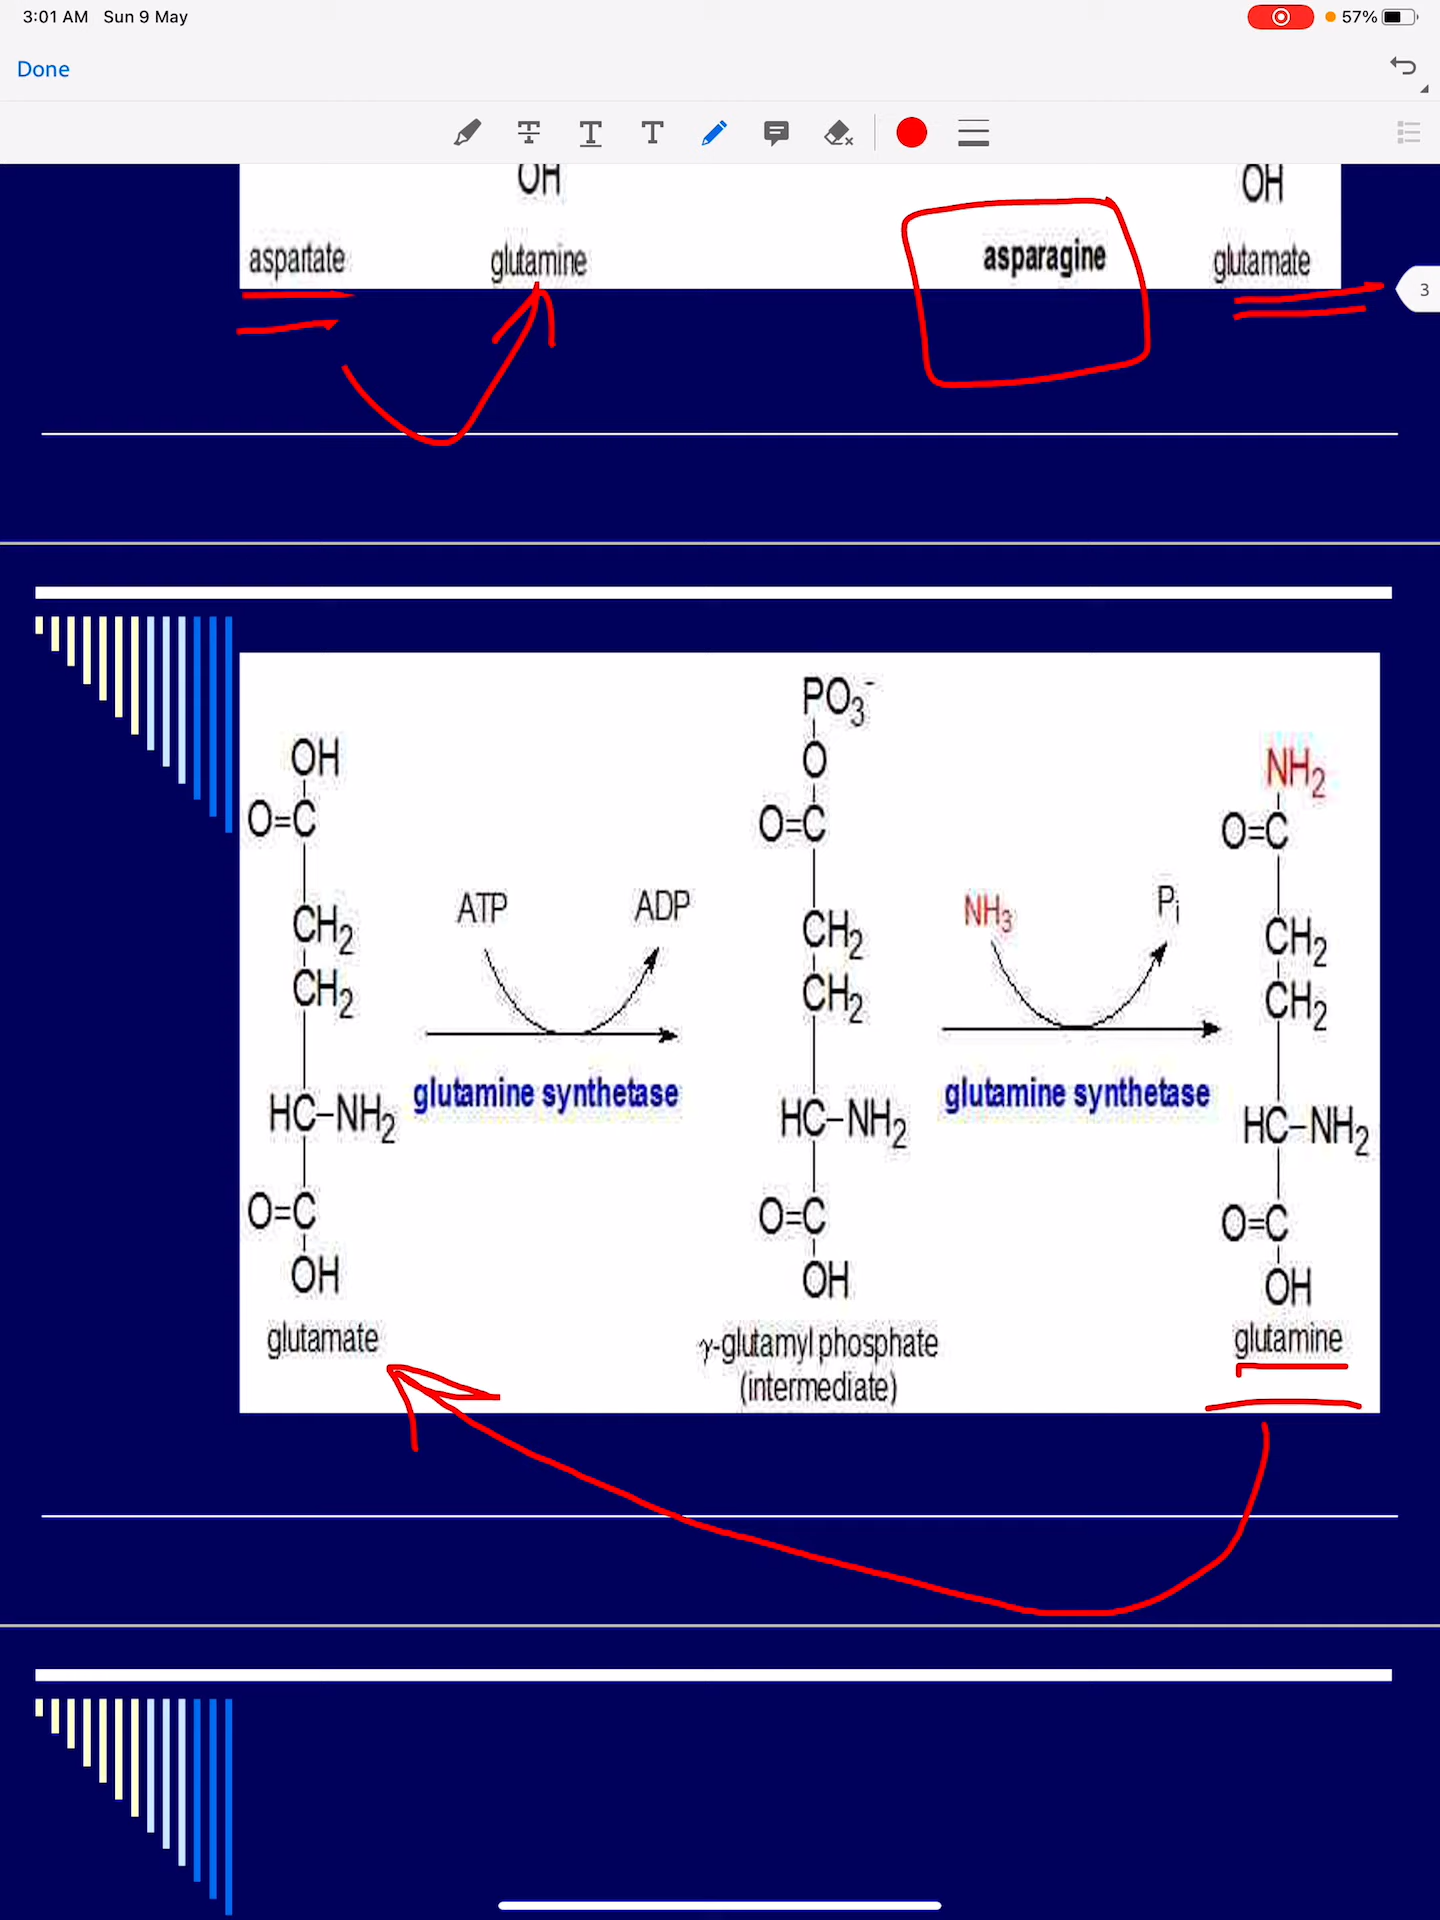 3:01 AM Sun 9 May
57%
Done
OH
OH
aspartate
glutamine
asparagine
glutamate
3
PO3-
OH
O
NH2
O=C
O=C
O=C
ATP
ADP
NH3
Pi
CH2
CH2
CH2
CH2
CH2
CH2
glutamine synthetase
glutamine synthetase
HC-NH2
HC-NH2
HC-NH2
O=C
O=C
O=C
OH
OH
OH
glutamate
γ-glutamyl phosphate
(intermediate)
glutamine